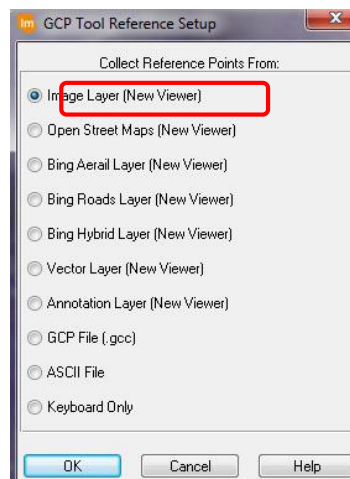 Im GCP Tool Reference Setup
Collect Reference Points From:
Image Layer (New Viewer)
Open Street Maps (New Viewer)
Bing Aerail Layer (New Viewer)
Bing Roads Layer (New Viewer)
Bing Hybrid Layer (New Viewer)
Vector Layer (New Viewer)
Annotation Layer (New Viewer)
GCP File (.gcc)
ASCII File
Keyboard Only
OK Cancel Help